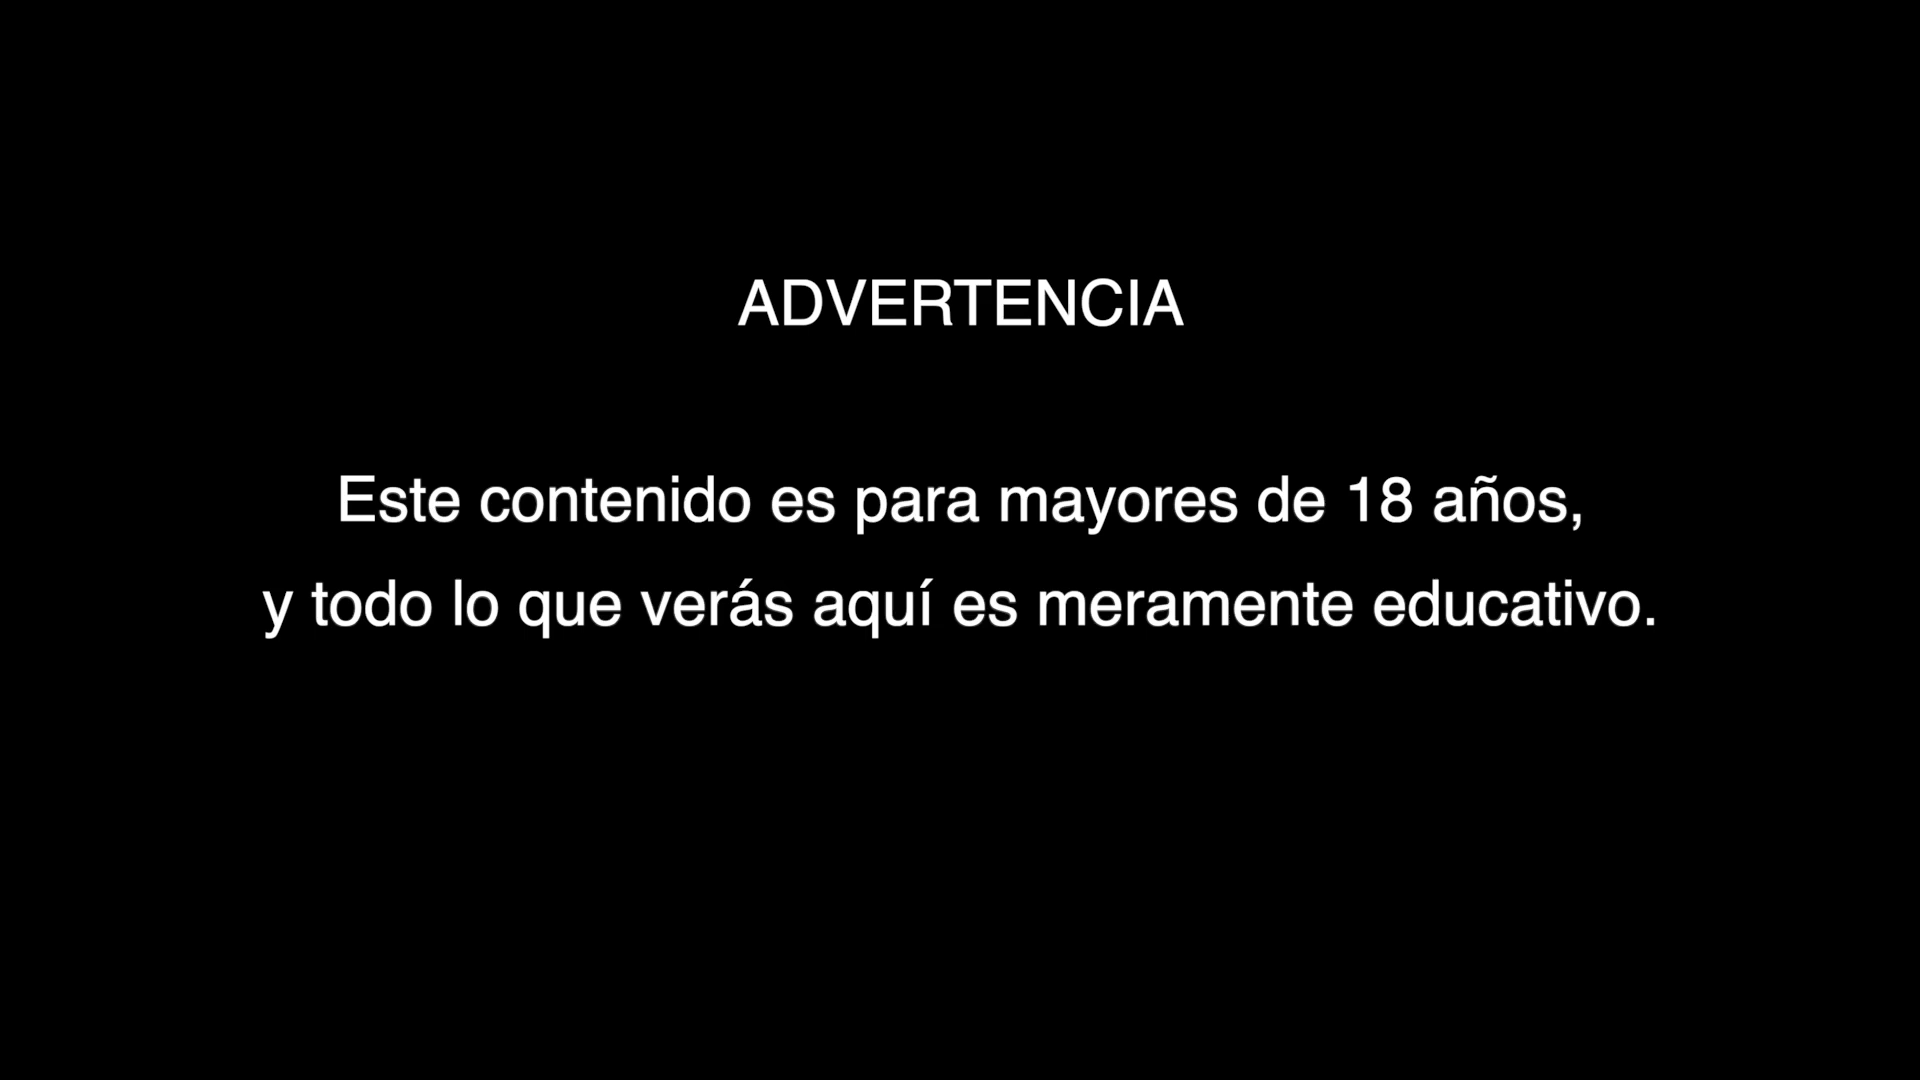 ADVERTENCIA
Este contenido es para mayores de 18 años,
y todo lo que verás aquí es meramente educativo.